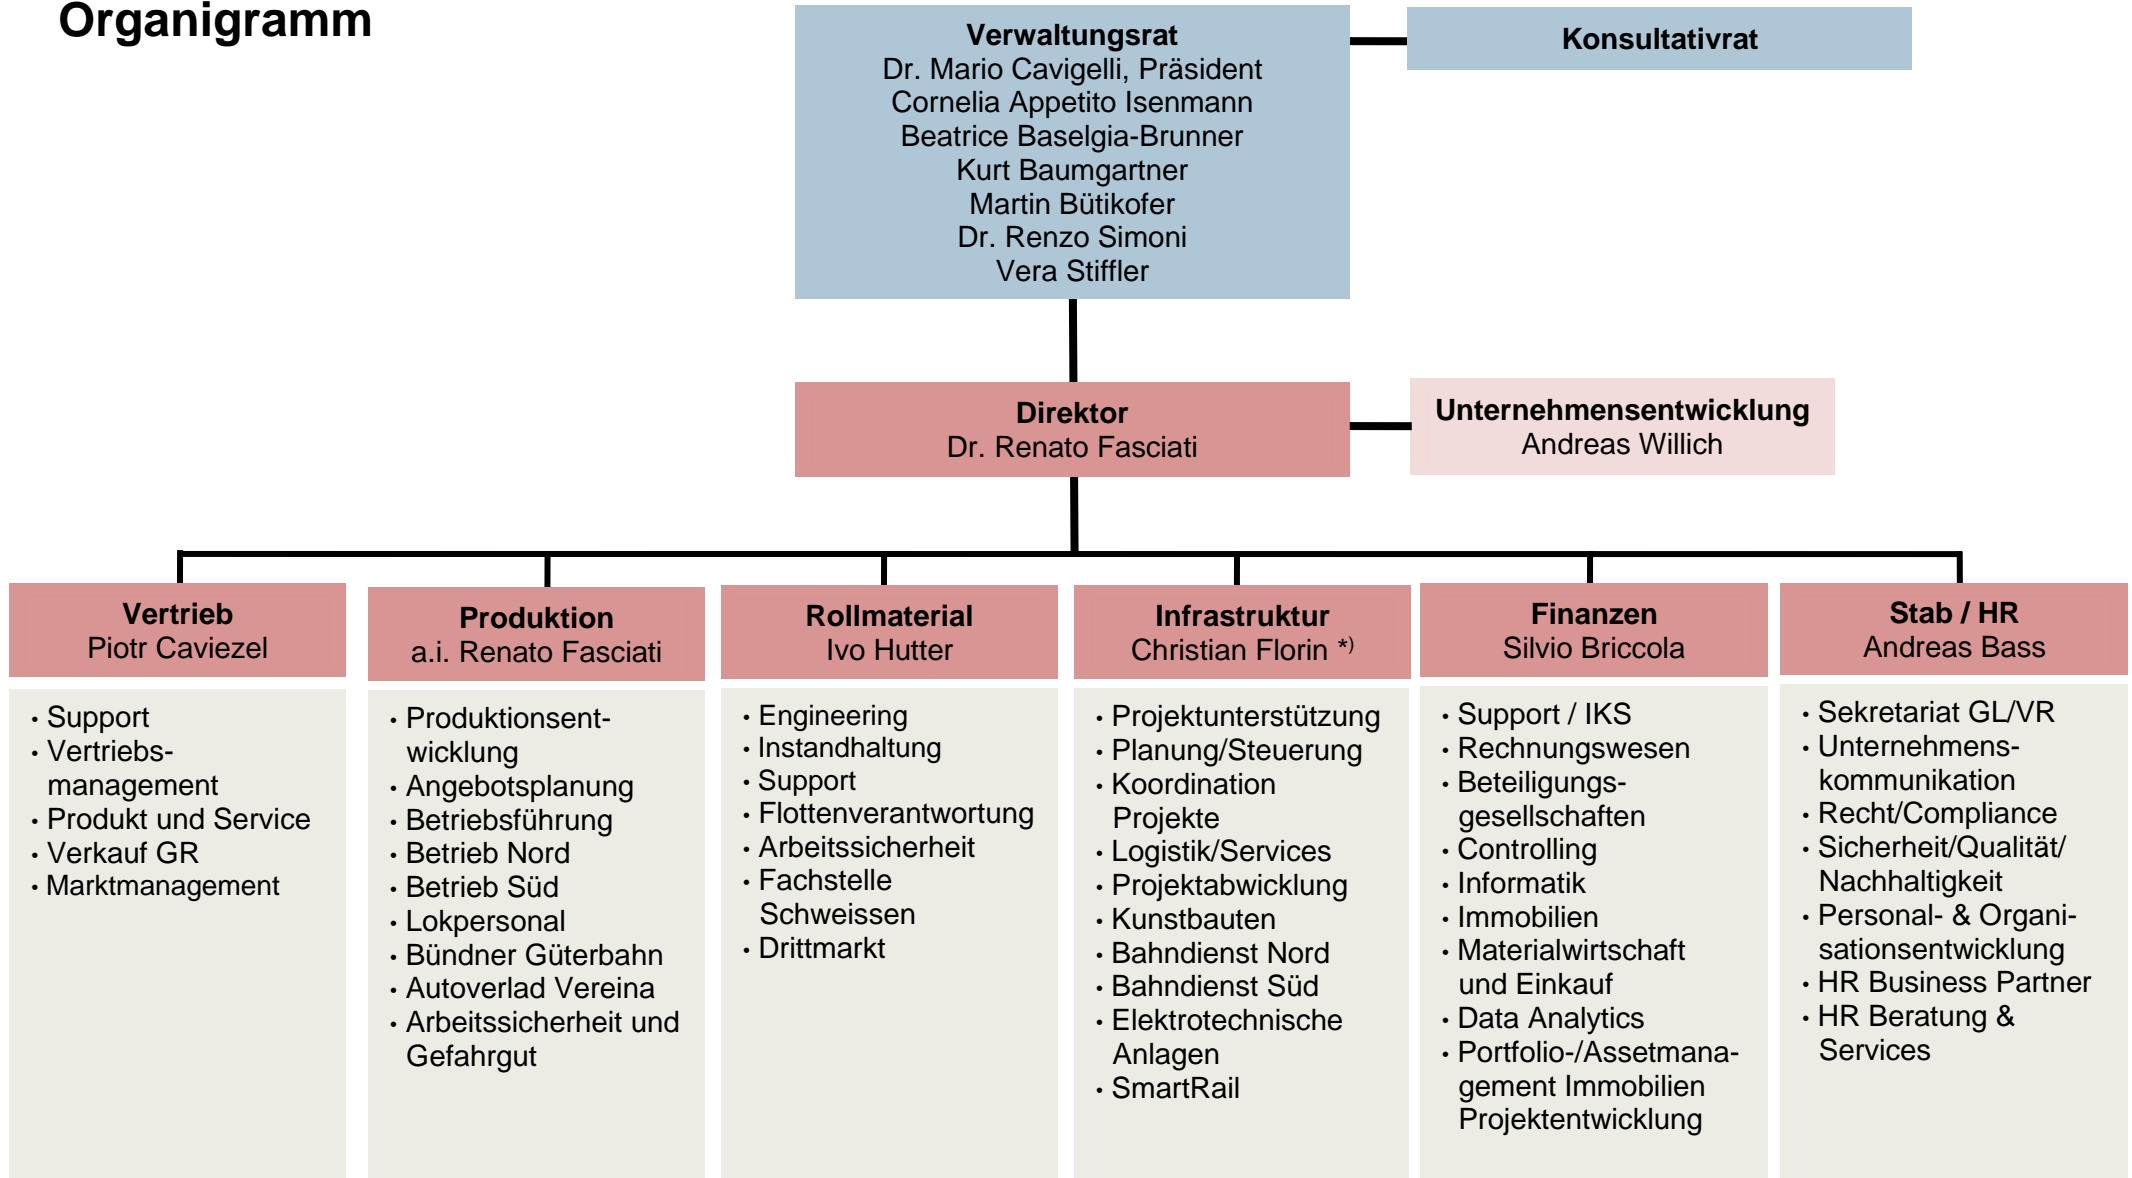 Organigramm
Verwaltungsrat
Dr. Mario Cavigelli, Präsident
Cornelia Appetito Isenmann
Beatrice Baselgia-Brunner
Kurt Baumgartner
Martin Bütikofer
Dr. Renzo Simoni
Vera Stiffler
Konsultativrat
Direktor
Dr. Renato Fasciati
Unternehmensentwicklung
Andreas Willich
Vertrieb
Piotr Caviezel
• Support
• Vertriebs-
management
• Produkt und Service
• Verkauf GR
• Marktmanagement
Produktion
a.i. Renato Fasciati
• Produktionsent-
wicklung
• Angebotsplanung
• Betriebsführung
• Betrieb Nord
• Betrieb Süd
• Lokpersonal
• Bündner Güterbahn
• Autoverlad Vereina
• Arbeitssicherheit und
Gefahrgut
Rollmaterial
Ivo Hutter
• Engineering
• Instandhaltung
• Support
• Flottenverantwortung
• Arbeitssicherheit
• Fachstelle
Schweissen
• Drittmarkt
Infrastruktur
Christian Florin *)
• Projektunterstützung
• Planung/Steuerung
• Koordination
Projekte
• Logistik/Services
• Projektabwicklung
• Kunstbauten
• Bahndienst Nord
• Bahndienst Süd
• Elektrotechnische
Anlagen
• SmartRail
Finanzen
Silvio Briccola
• Support / IKS
• Rechnungswesen
• Beteiligungs-
gesellschaften
• Controlling
• Informatik
• Immobilien
• Materialwirtschaft
und Einkauf
• Data Analytics
• Portfolio-/Assetmana-
gement Immobilien
Projektentwicklung
Stab / HR
Andreas Bass
• Sekretariat GL/VR
• Unternehmens-
kommunikation
• Recht/Compliance
• Sicherheit/Qualität/
Nachhaltigkeit
• Personal- & Organi-
sationsentwicklung
• HR Business Partner
• HR Beratung &
Services